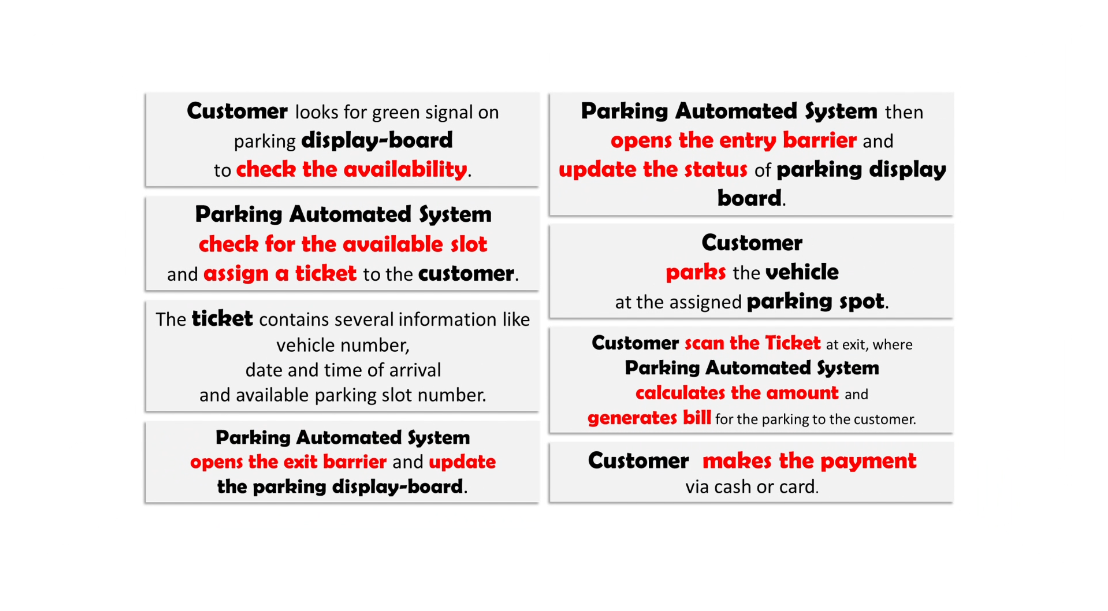 Customer looks for green signal on
parking display-board
to check the availability.
Parking Automated System
check for the available slot
and assign a ticket to the customer.
The ticket contains several information like
vehicle number,
date and time of arrival
and available parking slot number.
Parking Automated System
opens the exit barrier and update
the parking display-board.
Parking Automated System then
opens the entry barrier and
update the status of parking display
board.
Customer
parks the vehicle
at the assigned parking spot.
Customer scan the Ticket at exit, where
Parking Automated System
calculates the amount and
generates bill for the parking to the customer.
Customer makes the payment
via cash or card.